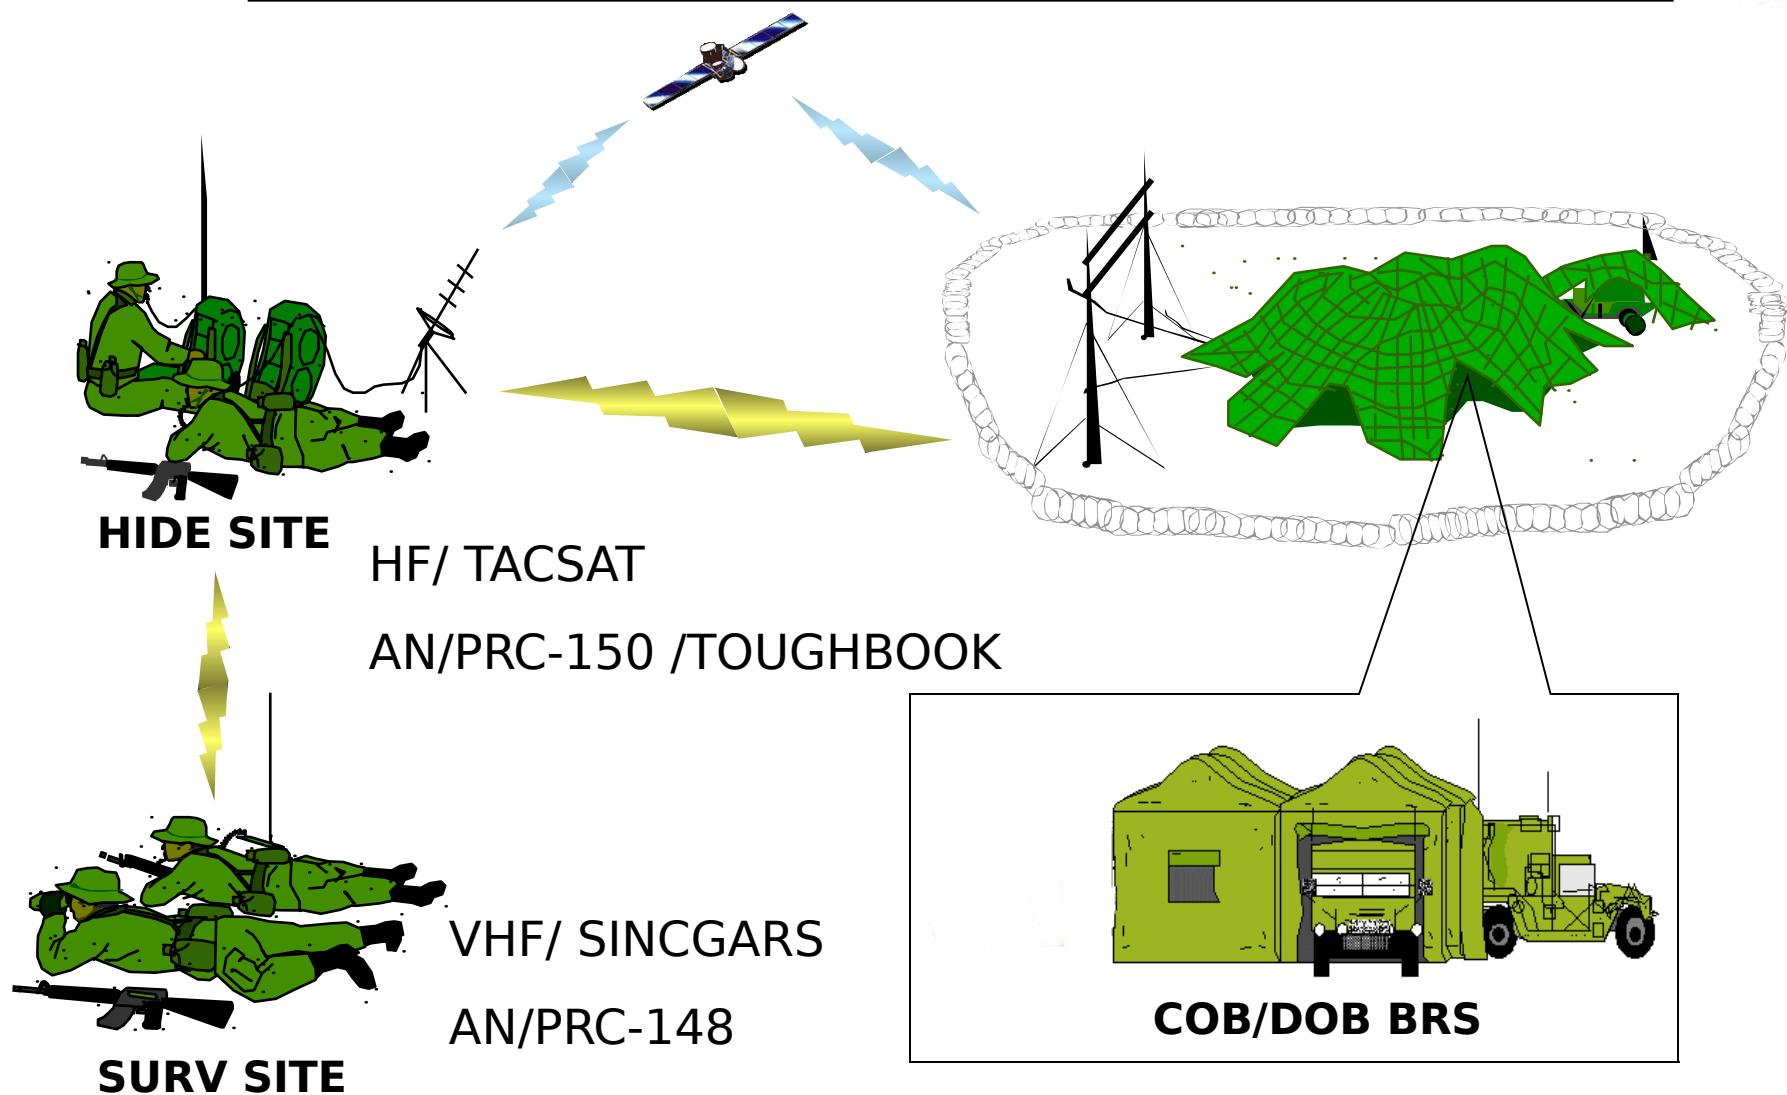 HIDE SITE
HF/ TACSAT
AN/PRC-150 /TOUGHBOOK
VHF/ SINCGARS
AN/PRC-148
SURV SITE
COB/DOB BRS